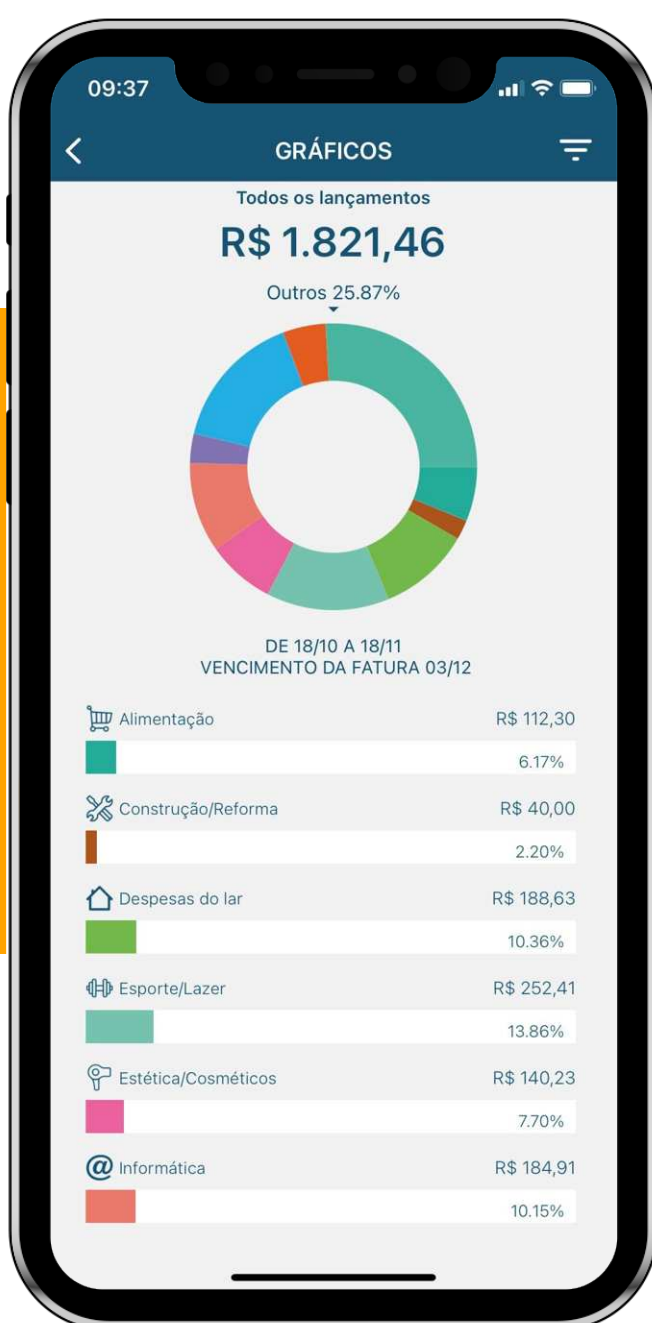 09:37
GRÁFICOS
Todos os lançamentos
R$ 1.821,46
Outros 25.87%
DE 18/10 A 18/11
VENCIMENTO DA FATURA 03/12
Alimentação R$ 112,30
6.17%
Construção/Reforma R$ 40,00
2.20%
Despesas do lar R$ 188,63
10.36%
Esporte/Lazer R$ 252,41
13.86%
Estética/Cosméticos R$ 140,23
7.70%
@ Informática R$ 184,91
10.15%